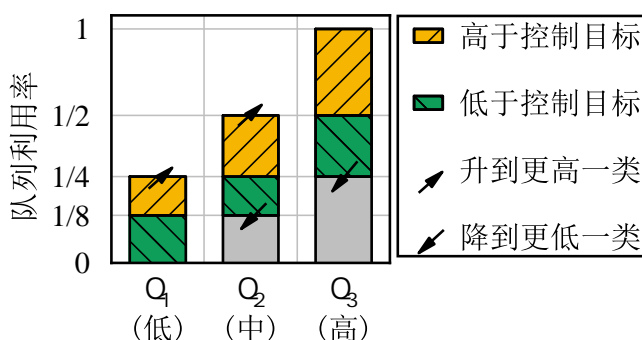 队列利用率
1
1/2
1/4
1/8
0
Q1 Q2 Q3
(低) (中) (高)
高于控制目标
低于控制目标
升到更高一类
降到更低一类